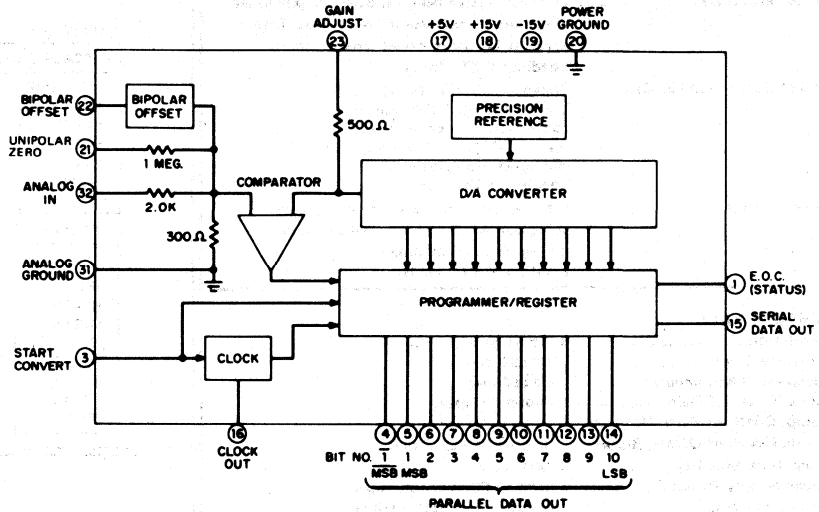 GAIN
ADJUST
23
+5V
17
+15V
18
-15V
19
POWER
GROUND
20
BIPOLAR
OFFSET
22
BIPOLAR
OFFSET
500 Ω
PRECISION
REFERENCE
UNIPOLAR
ZERO
21
1 MEG.
ANALOG
IN
32
2.0K
COMPARATOR
D/A CONVERTER
300 Ω
ANALOG
GROUND
31
PROGRAMMER/REGISTER
1
E.O.C.
(STATUS)
15
SERIAL
DATA OUT
START
CONVERT
3
CLOCK
16
CLOCK
OUT
4 5 6 7 8 9 10 11 12 13 14
BIT NO. 1̅ 1 2 3 4 5 6 7 8 9 10
M̅S̅B̅ MSB LSB
PARALLEL DATA OUT